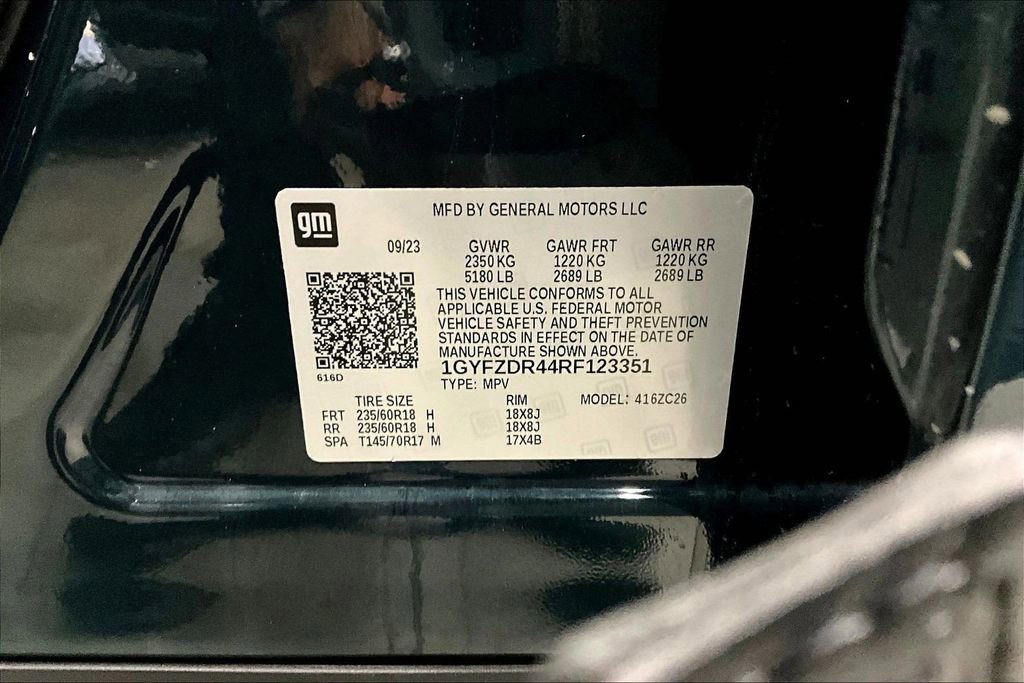 gm
MFD BY GENERAL MOTORS LLC
09/23 GVWR GAWR FRT GAWR RR
2350 KG 1220 KG 1220 KG
5180 LB 2689 LB 2689 LB
THIS VEHICLE CONFORMS TO ALL
APPLICABLE U.S. FEDERAL MOTOR
VEHICLE SAFETY AND THEFT PREVENTION
STANDARDS IN EFFECT ON THE DATE OF
MANUFACTURE SHOWN ABOVE.
1GYFZDR44RF123351
616D
TYPE: MPV
TIRE SIZE RIM MODEL: 416ZC26
FRT 235/60R18 H 18X8J
RR 235/60R18 H 18X8J
SPA T145/70R17 M 17X4B